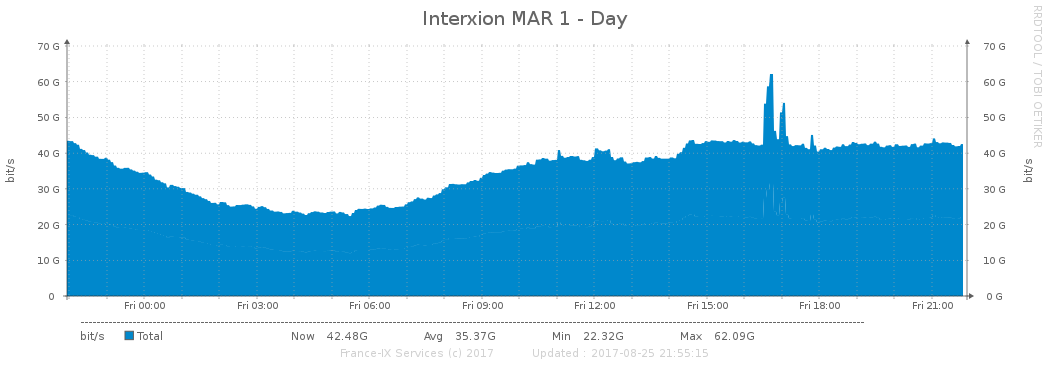 Interxion MAR 1 - Day
RRDTOOL / TOBI OETIKER
bit/s
bit/s
70 G 70 G
60 G 60 G
50 G 50 G
40 G 40 G
30 G 30 G
20 G 20 G
10 G 10 G
0 0 G
Fri 00:00 Fri 03:00 Fri 06:00 Fri 09:00 Fri 12:00 Fri 15:00 Fri 18:00 Fri 21:00
bit/s Total Now 42.48G Avg 35.37G Min 22.32G Max 62.09G
France-IX Services (c) 2017 Updated : 2017-08-25 21:55:15